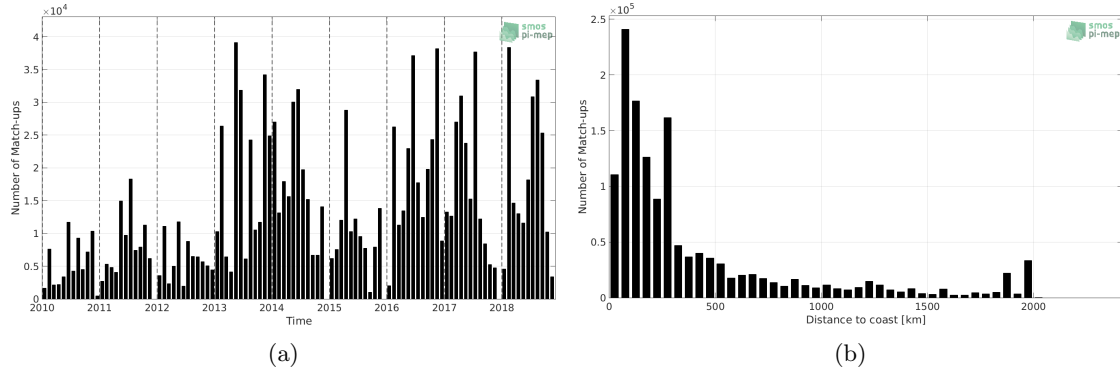 ×10⁴
4
3.5
3
2.5
2
1.5
1
0.5
0
Number of Match-ups
2010 2011 2012 2013 2014 2015 2016 2017 2018
Time
smos
pi-mep
(a)
×10⁵
2.5
2
1.5
1
0.5
0
Number of Match-ups
0 500 1000 1500 2000
Distance to coast [km]
smos
pi-mep
(b)